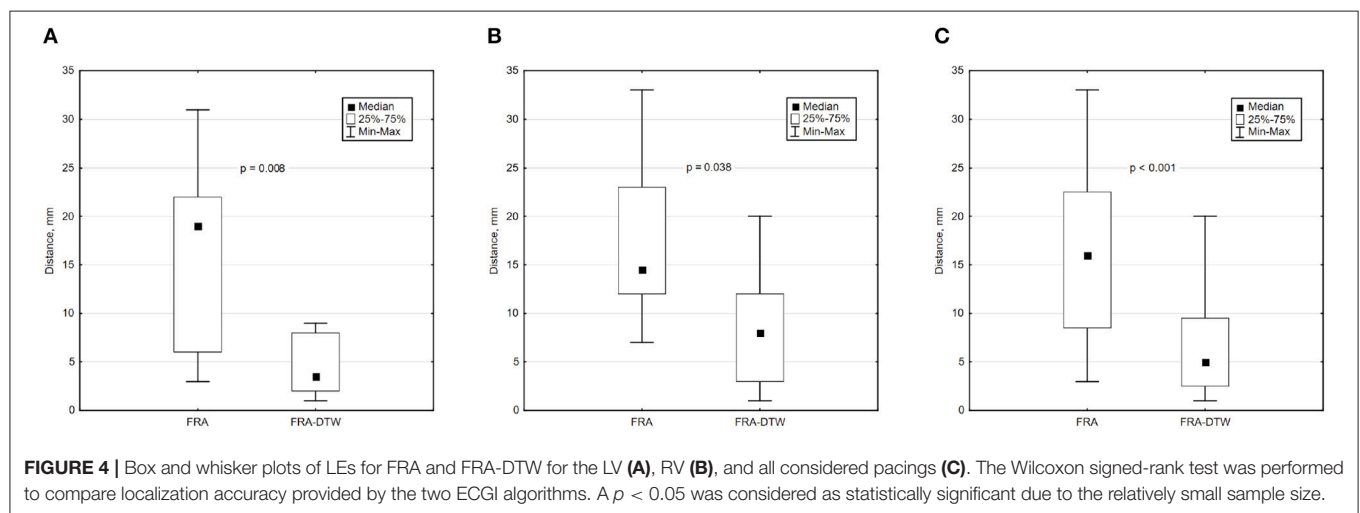 A
35
30
25
20
15
10
5
0
Distance, mm
Median
25%-75%
Min-Max
p = 0.008
FRA
FRA-DTW
B
35
30
25
20
15
10
5
0
Distance, mm
Median
25%-75%
Min-Max
p = 0.038
FRA
FRA-DTW
C
35
30
25
20
15
10
5
0
Distance, mm
Median
25%-75%
Min-Max
p < 0.001
FRA
FRA-DTW
FIGURE 4 | Box and whisker plots of LEs for FRA and FRA-DTW for the LV (A), RV (B), and all considered pacings (C). The Wilcoxon signed-rank test was performed
to compare localization accuracy provided by the two ECGI algorithms. A p < 0.05 was considered as statistically significant due to the relatively small sample size.